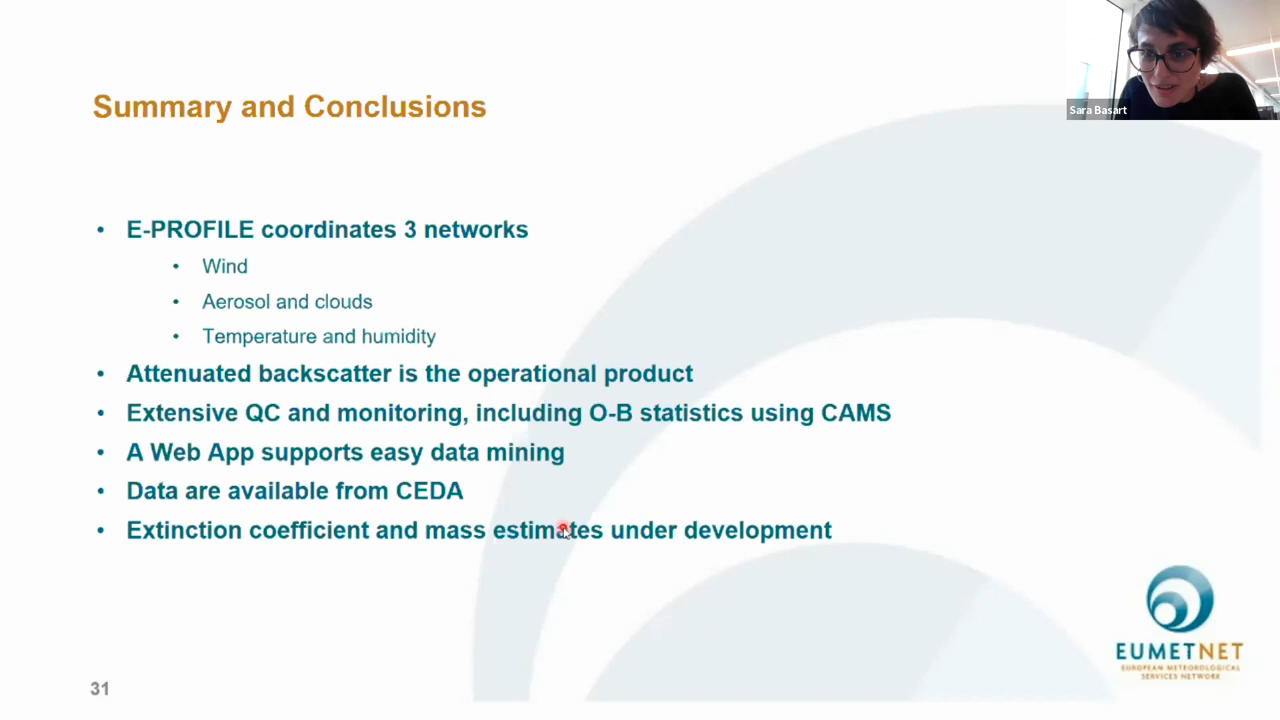 Sara Basart
Summary and Conclusions
• E-PROFILE coordinates 3 networks
• Wind
• Aerosol and clouds
• Temperature and humidity
• Attenuated backscatter is the operational product
• Extensive QC and monitoring, including O-B statistics using CAMS
• A Web App supports easy data mining
• Data are available from CEDA
• Extinction coefficient and mass estimates under development
EUMETNET
EUROPEAN METEOROLOGICAL
SERVICES NETWORK
31